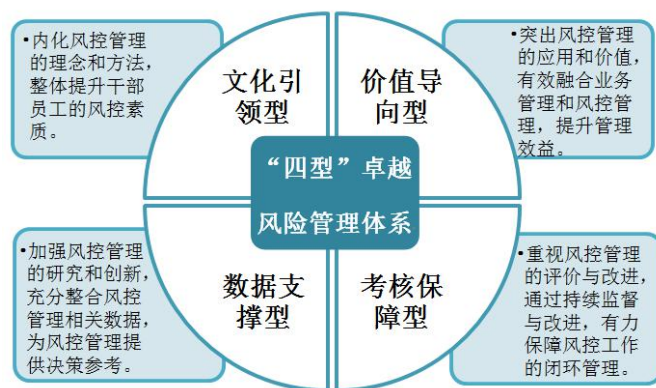 •内化风控管理
的理念和方法，
整体提升干部
员工的风控素
质。
文化引
领型
价值导
向型
•突出风控管理
的应用和价值，
有效融合业务
管理和风控管
理，提升管理
效益。
“四型”卓越
风险管理体系
•加强风控管理
的研究和创新，
充分整合风控
管理相关数据，
为风控管理提
供决策参考。
数据支
撑型
考核保
障型
•重视风控管理
的评价与改进，
通过持续监督
与改进，有力
保障风控工作
的闭环管理。